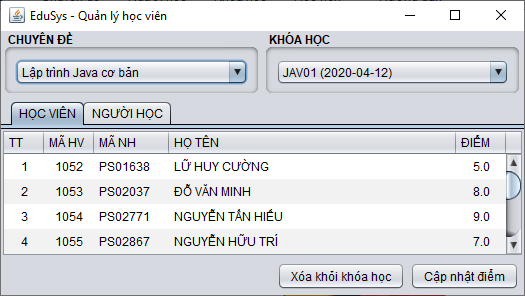 EduSys - Quản lý học viên
CHUYÊN ĐỀ
KHÓA HỌC
Lập trình Java cơ bản
JAV01 (2020-04-12)
HỌC VIÊN NGƯỜI HỌC
TT MÃ HV MÃ NH HỌ TÊN ĐIỂM
1 1052 PS01638 LỮ HUY CƯỜNG 5.0
2 1053 PS02037 ĐỖ VĂN MINH 8.0
3 1054 PS02771 NGUYỄN TẤN HIẾU 9.0
4 1055 PS02867 NGUYỄN HỮU TRÍ 7.0
Xóa khỏi khóa học Cập nhật điểm